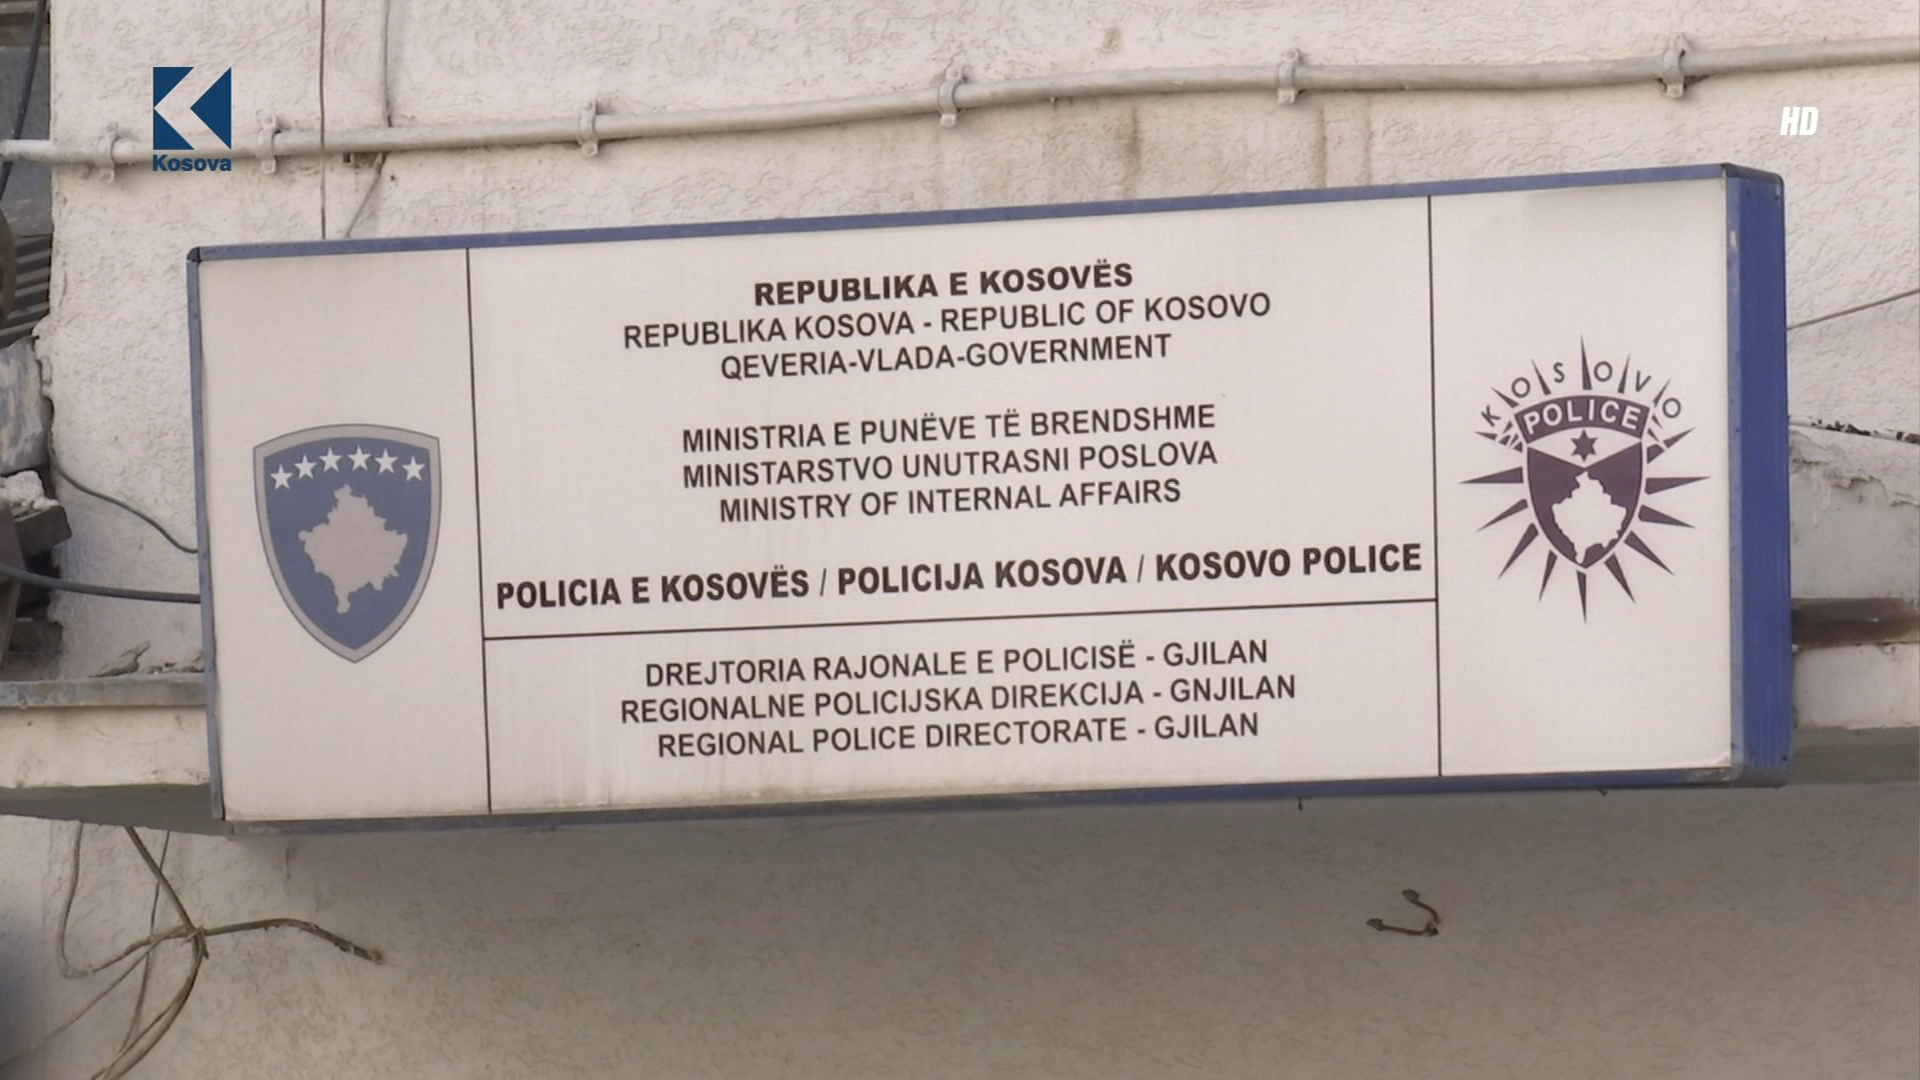 Kosova
HD
REPUBLIKA E KOSOVËS
REPUBLIKA KOSOVA - REPUBLIC OF KOSOVO
QEVERIA-VLADA-GOVERNMENT
MINISTRIA E PUNËVE TË BRENDSHME
MINISTARSTVO UNUTRASNI POSLOVA
MINISTRY OF INTERNAL AFFAIRS
POLICIA E KOSOVËS / POLICIJA KOSOVA / KOSOVO POLICE
DREJTORIA RAJONALE E POLICISË - GJILAN
REGIONALNE POLICIJSKA DIREKCIJA - GNJILAN
REGIONAL POLICE DIRECTORATE - GJILAN
KOSOVO
POLICE